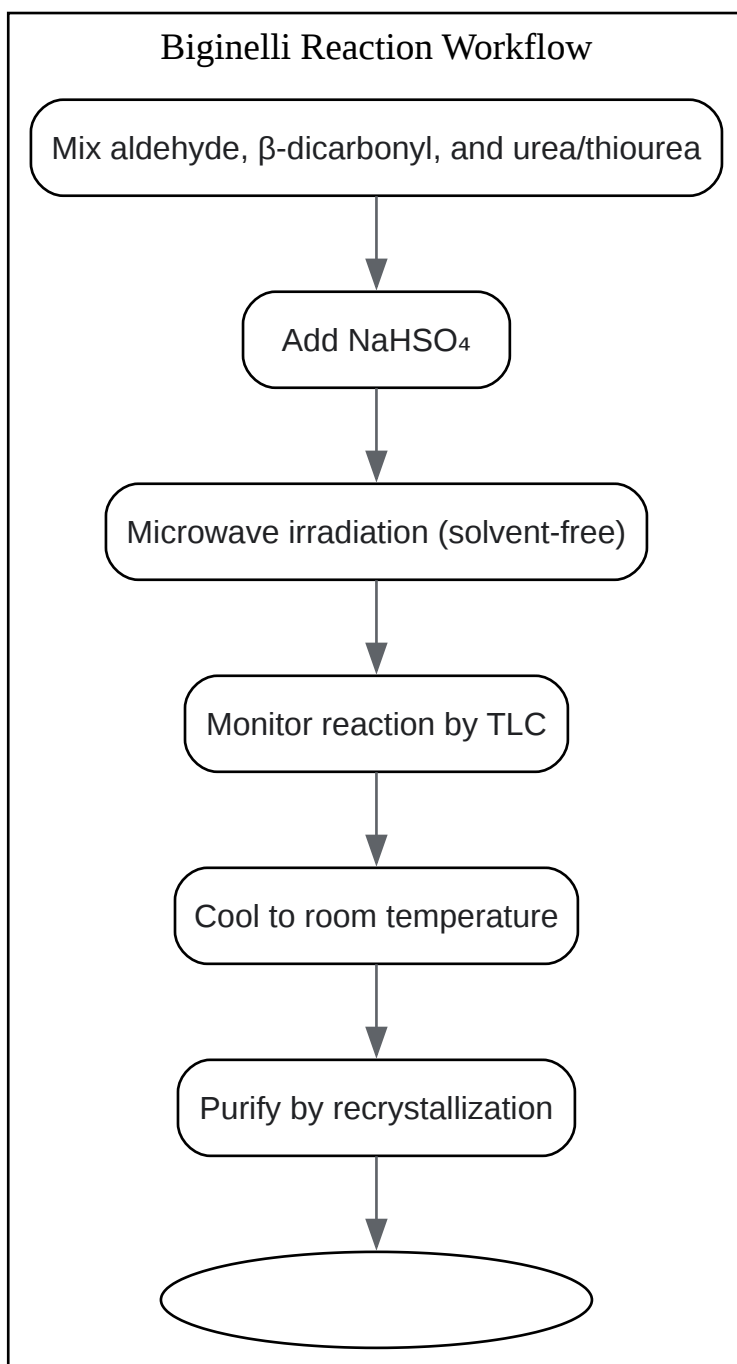 Biginelli Reaction Workflow
Mix aldehyde, β-dicarbonyl, and urea/thiourea
Add NaHSO₄
Microwave irradiation (solvent-free)
Monitor reaction by TLC
Cool to room temperature
Purify by recrystallization